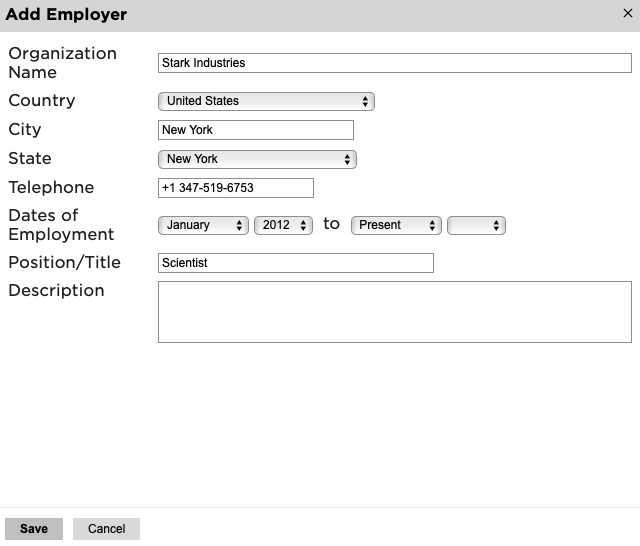 Add Employer ×
Organization
Name Stark Industries
Country United States
City New York
State New York
Telephone +1 347-519-6753
Dates of
Employment January 2012 to Present
Position/Title Scientist
Description
Save Cancel